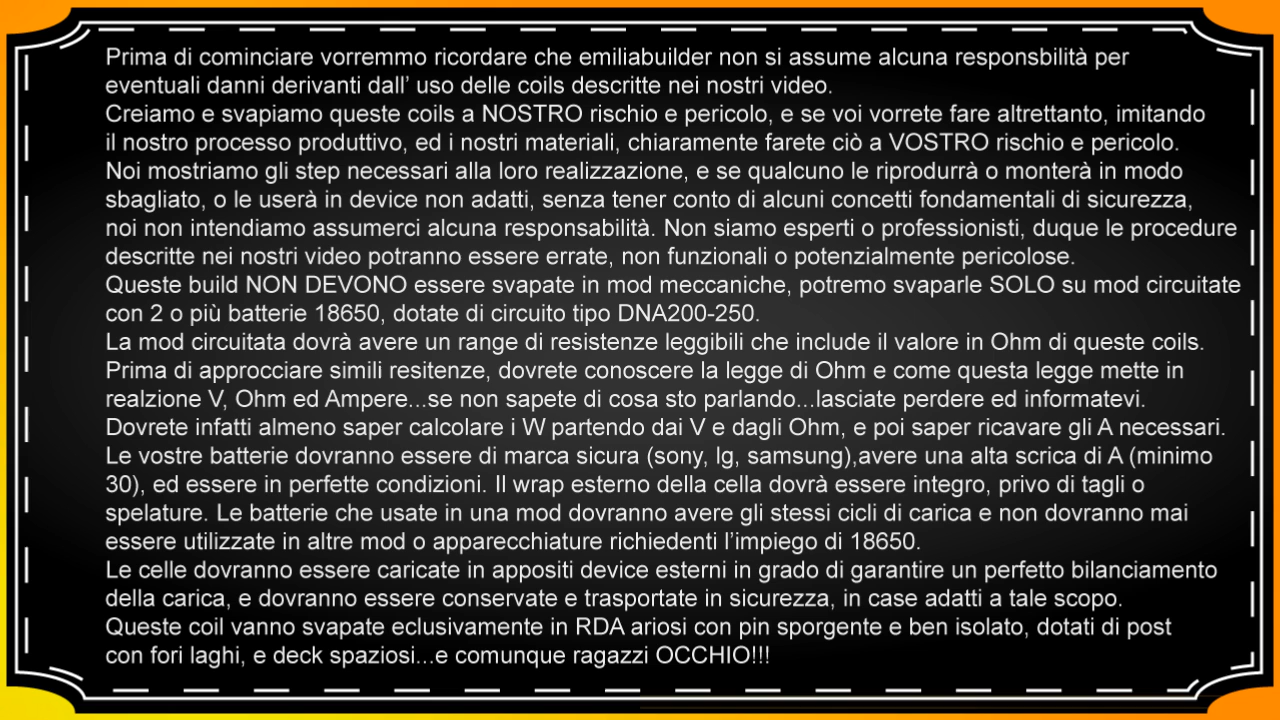 Prima di cominciare vorremmo ricordare che emiliabuilder non si assume alcuna responsbilità per
eventuali danni derivanti dall' uso delle coils descritte nei nostri video.
Creiamo e svapiamo queste coils a NOSTRO rischio e pericolo, e se voi vorrete fare altrettanto, imitando
il nostro processo produttivo, ed i nostri materiali, chiaramente farete ciò a VOSTRO rischio e pericolo.
Noi mostriamo gli step necessari alla loro realizzazione, e se qualcuno le riprodurrà o monterà in modo
sbagliato, o le userà in device non adatti, senza tener conto di alcuni concetti fondamentali di sicurezza,
noi non intendiamo assumerci alcuna responsabilità. Non siamo esperti o professionisti, duque le procedure
descritte nei nostri video potranno essere errate, non funzionali o potenzialmente pericolose.
Queste build NON DEVONO essere svapate in mod meccaniche, potremo svaparle SOLO su mod circuitate
con 2 o più batterie 18650, dotate di circuito tipo DNA200-250.
La mod circuitata dovrà avere un range di resistenze leggibili che include il valore in Ohm di queste coils.
Prima di approcciare simili resitenze, dovrete conoscere la legge di Ohm e come questa legge mette in
realzione V, Ohm ed Ampere...se non sapete di cosa sto parlando...lasciate perdere ed informatevi.
Dovrete infatti almeno saper calcolare i W partendo dai V e dagli Ohm, e poi saper ricavare gli A necessari.
Le vostre batterie dovranno essere di marca sicura (sony, lg, samsung),avere una alta scrica di A (minimo
30), ed essere in perfette condizioni. Il wrap esterno della cella dovrà essere integro, privo di tagli o
spelature. Le batterie che usate in una mod dovranno avere gli stessi cicli di carica e non dovranno mai
essere utilizzate in altre mod o apparecchiature richiedenti l'impiego di 18650.
Le celle dovranno essere caricate in appositi device esterni in grado di garantire un perfetto bilanciamento
della carica, e dovranno essere conservate e trasportate in sicurezza, in case adatti a tale scopo.
Queste coil vanno svapate eclusivamente in RDA ariosi con pin sporgente e ben isolato, dotati di post
con fori laghi, e deck spaziosi...e comunque ragazzi OCCHIO!!!